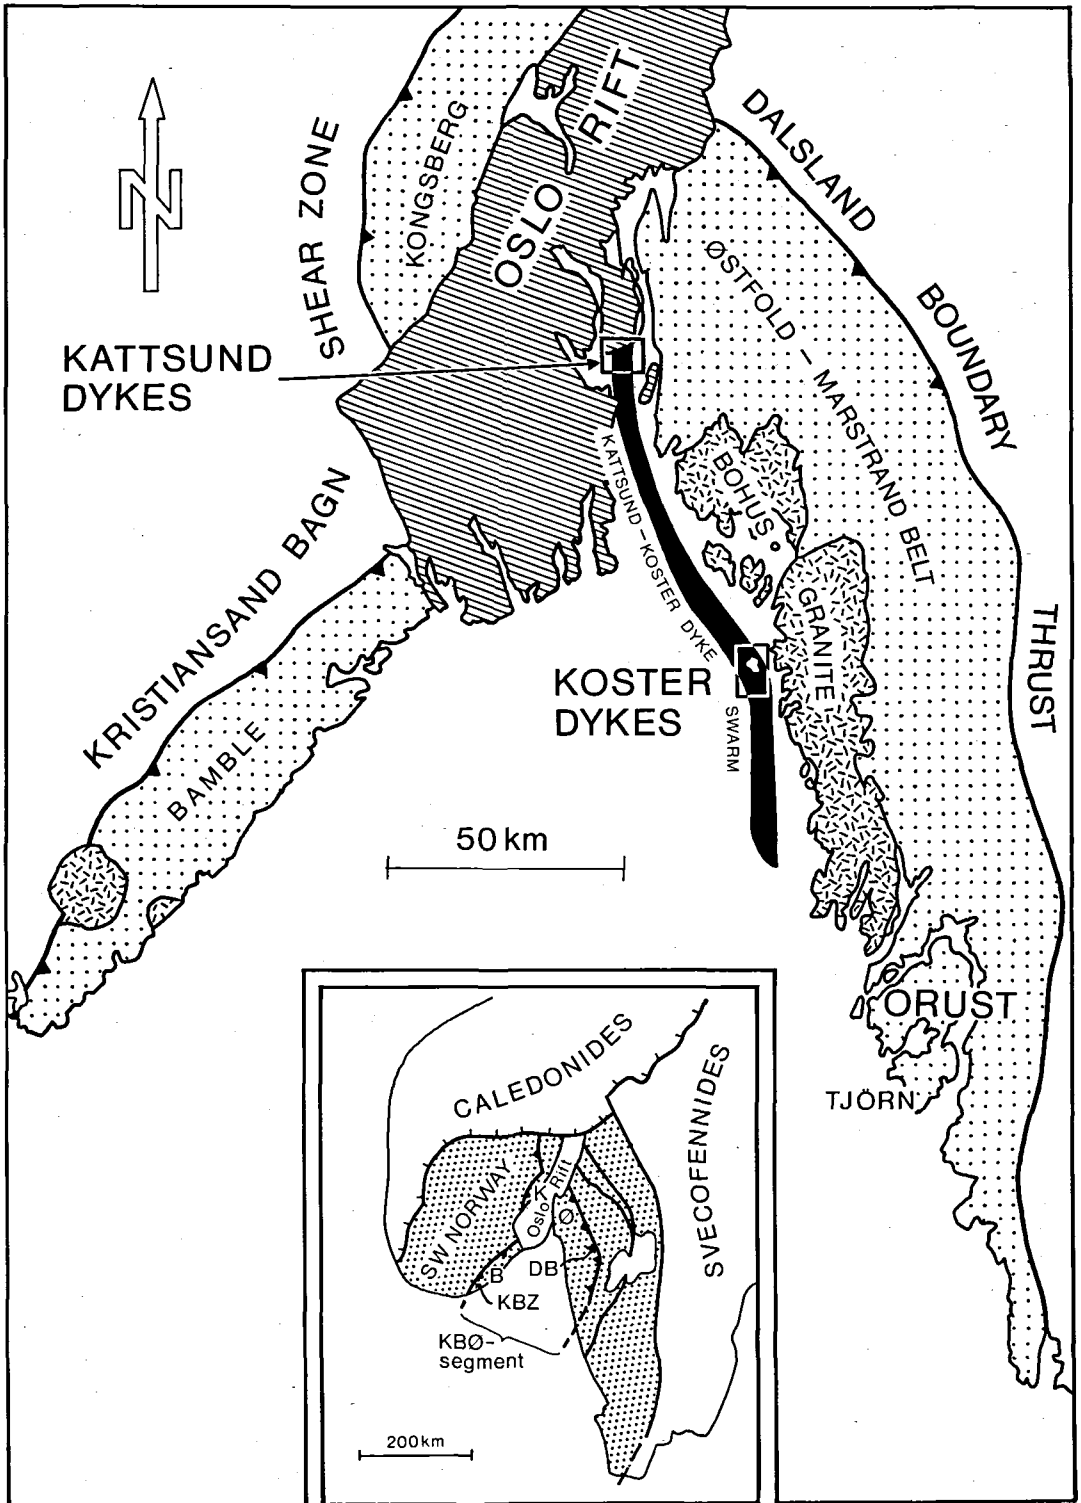 N
OSLO RIFT
KONGSBERG
SHEAR ZONE
DALSLAND BOUNDARY THRUST
ØSTFOLD – MARSTRAND BELT
KATTSUND
DYKES
KATTSUND – KOSTER DYKE SWARM
BOHUS
GRANITE
KRISTIANSAND BAGN
BAMBLE
KOSTER
DYKES
50 km
ORUST
TJÖRN
CALEDONIDES
SVECOFENNIDES
SW NORWAY
K
Oslo Rift
Ø
B
DB
KBZ
KBØ-
segment
200km